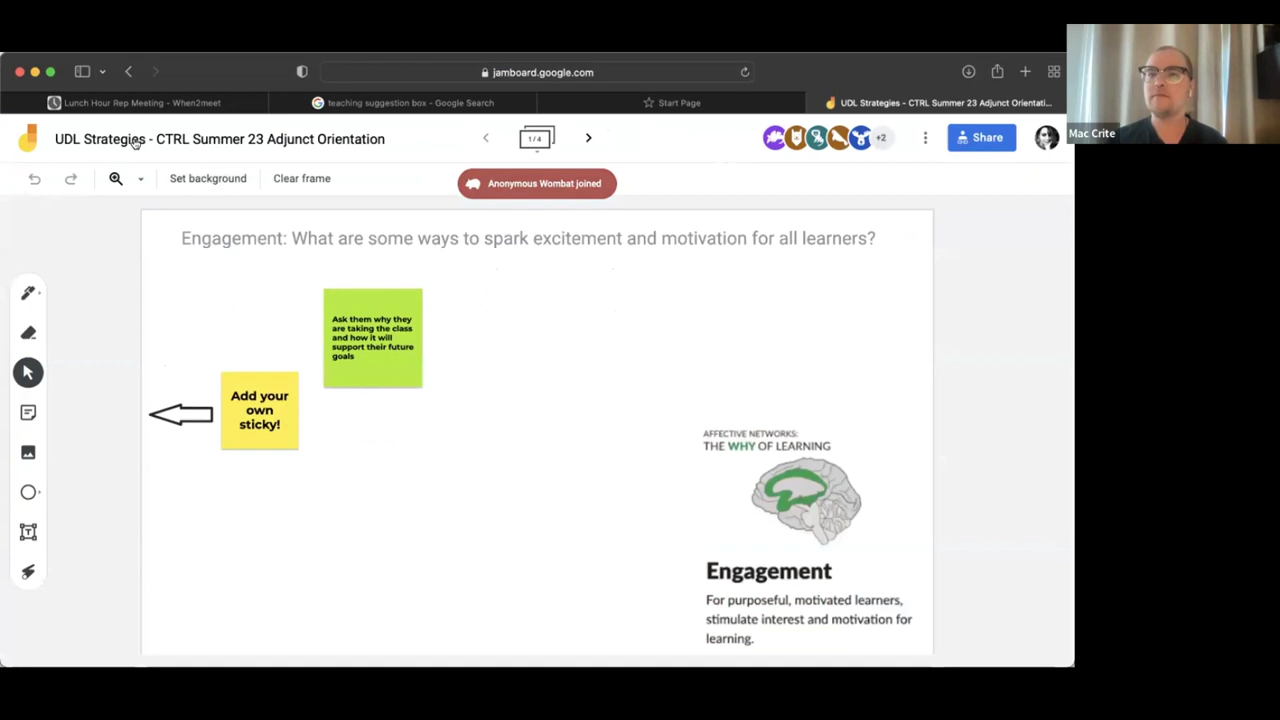 jamboard.google.com
Lunch Hour Rep Meeting - When2meet
teaching suggestion box - Google Search
Start Page
UDL Strategies - CTRL Summer 23 Adjunct Orientati...
Mac Crite
UDL Strategies - CTRL Summer 23 Adjunct Orientation
1/4
+2
Share
Set background
Clear frame
Anonymous Wombat joined
Engagement: What are some ways to spark excitement and motivation for all learners?
Ask them why they
are taking the class
and how it will
support their future
goals
Add your
own
sticky!
AFFECTIVE NETWORKS:
THE WHY OF LEARNING
Engagement
For purposeful, motivated learners,
stimulate interest and motivation for
learning.